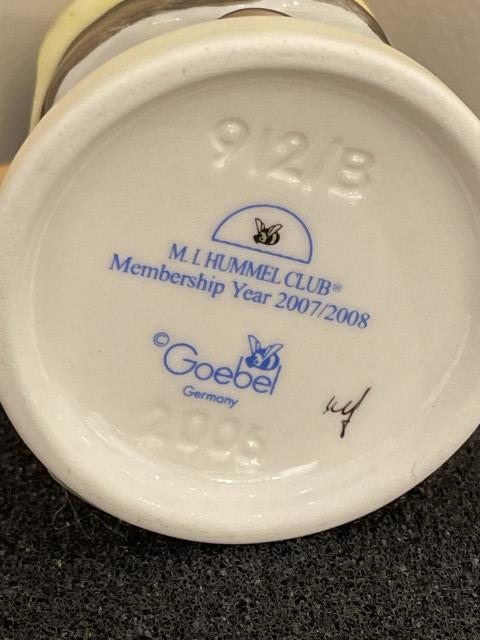 912/B
M. I. HUMMEL CLUB®
Membership Year 2007/2008
© Goebel
Germany
2006